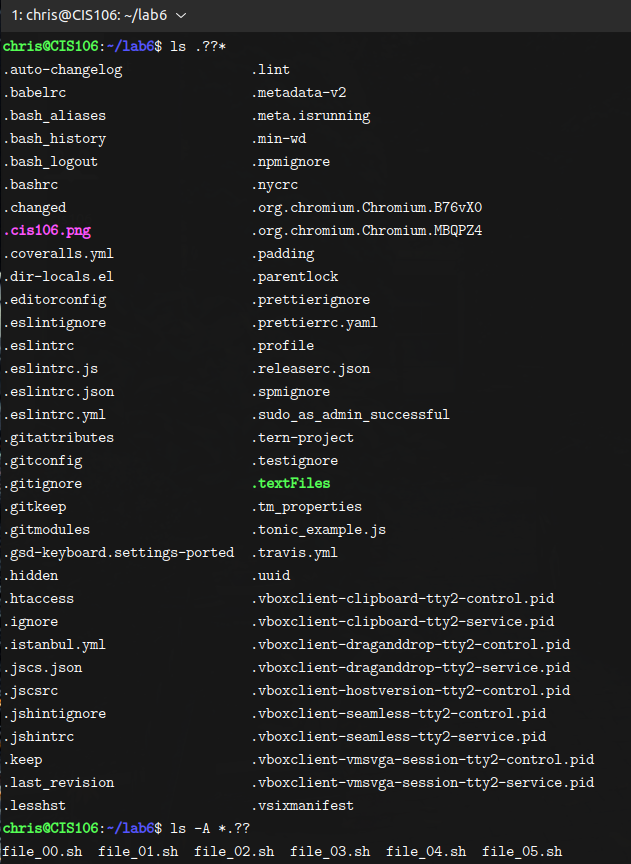 1: chris@CIS106: ~/lab6
chris@CIS106:~/lab6$ ls .??*
.auto-changelog .lint
.babelrc .metadata-v2
.bash_aliases .meta.isrunning
.bash_history .min-wd
.bash_logout .npmignore
.bashrc .nycrc
.changed .org.chromium.Chromium.B76vX0
.cis106.png .org.chromium.Chromium.MBQPZ4
.coveralls.yml .padding
.dir-locals.el .parentlock
.editorconfig .prettierignore
.eslintignore .prettierrc.yaml
.eslintrc .profile
.eslintrc.js .releaserc.json
.eslintrc.json .spmignore
.eslintrc.yml .sudo_as_admin_successful
.gitattributes .tern-project
.gitconfig .testignore
.gitignore .textFiles
.gitkeep .tm_properties
.gitmodules .tonic_example.js
.gsd-keyboard.settings-ported .travis.yml
.hidden .uuid
.htaccess .vboxclient-clipboard-tty2-control.pid
.ignore .vboxclient-clipboard-tty2-service.pid
.istanbul.yml .vboxclient-draganddrop-tty2-control.pid
.jscs.json .vboxclient-draganddrop-tty2-service.pid
.jscsrc .vboxclient-hostversion-tty2-control.pid
.jshintignore .vboxclient-seamless-tty2-control.pid
.jshintrc .vboxclient-seamless-tty2-service.pid
.keep .vboxclient-vmsvga-session-tty2-control.pid
.last_revision .vboxclient-vmsvga-session-tty2-service.pid
.lesshst .vsixmanifest
chris@CIS106:~/lab6$ ls -A *.??
file_00.sh file_01.sh file_02.sh file_03.sh file_04.sh file_05.sh